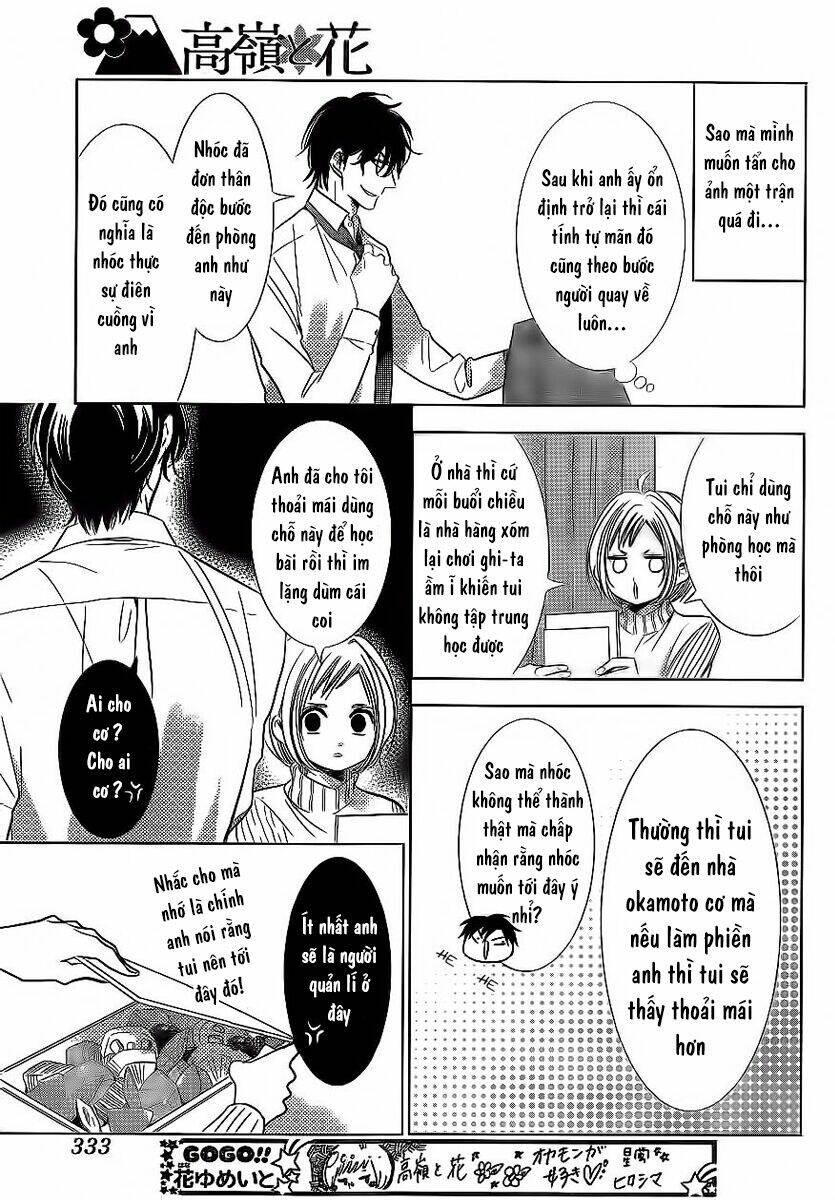 高嶺と花
Sao mà mình
muốn tẩn cho
ảnh một trận
quá đi...
Sau khi anh ấy ổn
định trở lại thì cái
tính tự mãn đó
cũng theo bước
người quay về
luôn...
Nhóc đã
đơn thân
độc bước
đến phòng
anh như
này
Đó cũng có
nghĩa là
nhóc thực
sự điên
cuồng vì
anh
Tui chỉ dùng
chỗ này như
phòng học mà
thôi
Ở nhà thì cứ
mỗi buổi chiều
là nhà hàng xóm
lại chơi ghi-ta
ầm ĩ khiến tui
không tập trung
học được
Anh đã cho tôi
thoải mái dùng
chỗ này để học
bài rồi thì im
lặng dùm cái
coi
Ai cho
cơ?
Cho ai
cơ?
Thường thì tui
sẽ đến nhà
okamoto cơ mà
nếu làm phiền
anh thì tui sẽ
thấy thoải mái
hơn
Sao mà nhóc
không thể thành
thật mà chấp
nhận rằng nhóc
muốn tới đây ý
nhỉ?
HE
HE
Ít nhất anh
sẽ là người
quản lí ở
đây
Nhắc cho mà
nhớ là chính
anh nói rằng
tui nên tới
đây đó!
333
GOGO!!
花ゆめいと
高嶺と花
オカモンが
好き♡
ヒロシマ